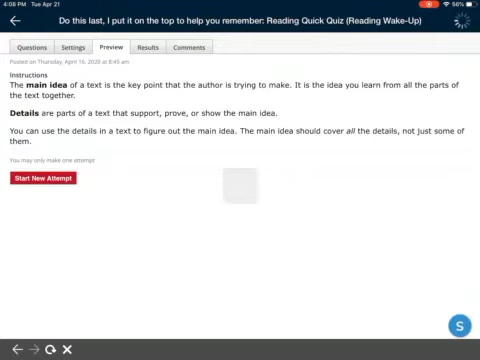 4:08 PM Tue Apr 21 56%
Do this last, I put it on the top to help you remember: Reading Quick Quiz (Reading Wake-Up)
Questions Settings Preview Results Comments
Posted on Thursday, April 16, 2020 at 8:45 am
Instructions
The main idea of a text is the key point that the author is trying to make. It is the idea you learn from all the parts of
the text together.
Details are parts of a text that support, prove, or show the main idea.
You can use the details in a text to figure out the main idea. The main idea should cover all the details, not just some of
them.
You may only make one attempt
Start New Attempt
S